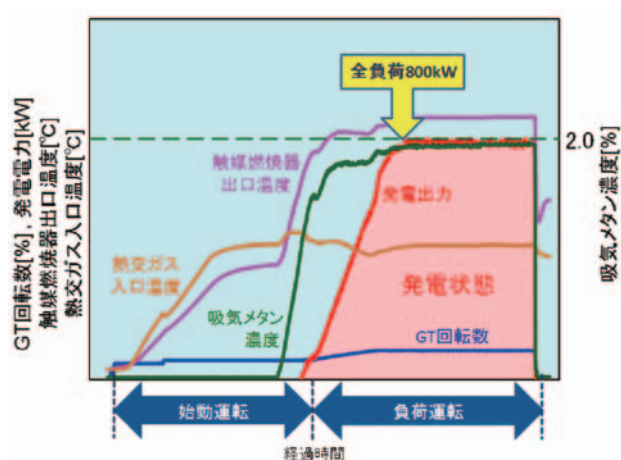 全負荷800kW
2.0
触媒燃焼器
出口温度
発電出力
熱交ガス
入口温度
発電状態
吸気メタン
濃度
GT回転数
GT回転数[%], 発電電力[kW]
触媒燃焼器出口温度[℃]
熱交ガス入口温度[℃]
吸気メタン濃度[%]
始動運転
負荷運転
経過時間